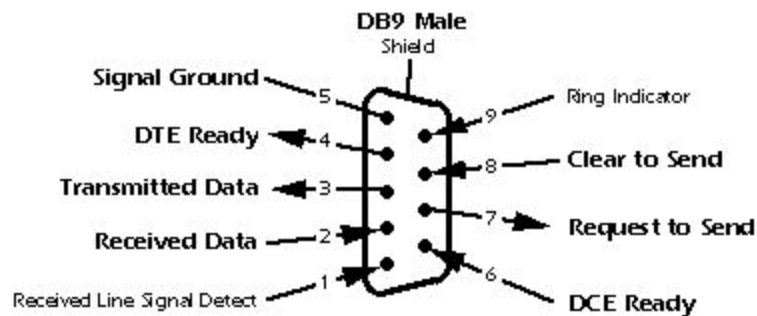 DB9 Male
Shield
Signal Ground
5
DTE Ready
4
Transmitted Data
3
Received Data
2
Received Line Signal Detect
1
9
Ring Indicator
8
Clear to Send
7
Request to Send
6
DCE Ready